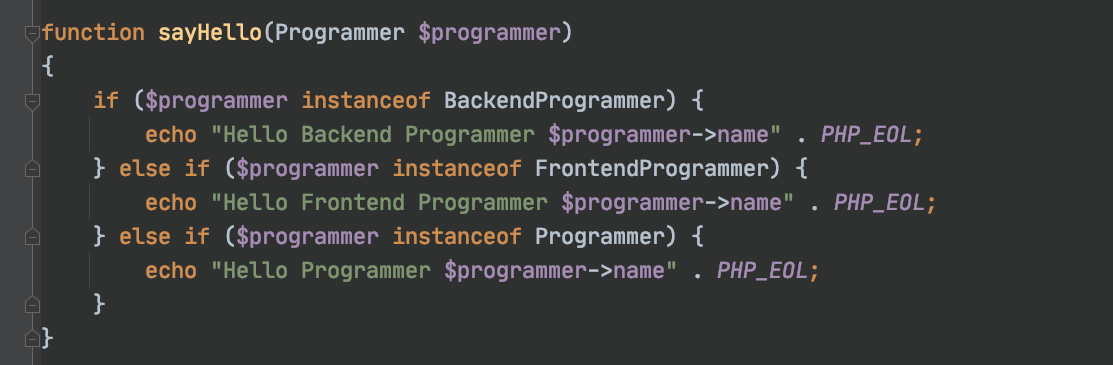 function sayHello(Programmer $programmer)
{
    if ($programmer instanceof BackendProgrammer) {
        echo "Hello Backend Programmer $programmer->name" . PHP_EOL;
    } else if ($programmer instanceof FrontendProgrammer) {
        echo "Hello Frontend Programmer $programmer->name" . PHP_EOL;
    } else if ($programmer instanceof Programmer) {
        echo "Hello Programmer $programmer->name" . PHP_EOL;
    }
}